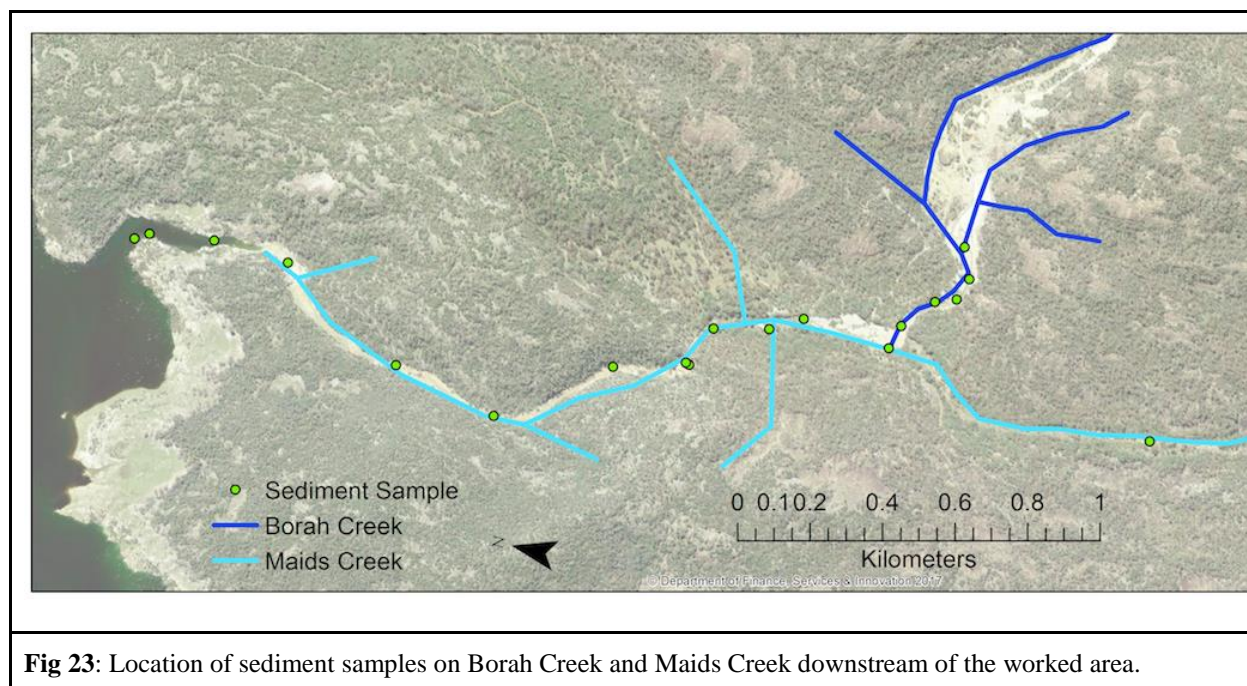 Sediment Sample
Borah Creek
Maids Creek
N
0 0.1 0.2 0.4 0.6 0.8 1
Kilometers
© Department of Finance, Services & Innovation 2017
Fig 23: Location of sediment samples on Borah Creek and Maids Creek downstream of the worked area.